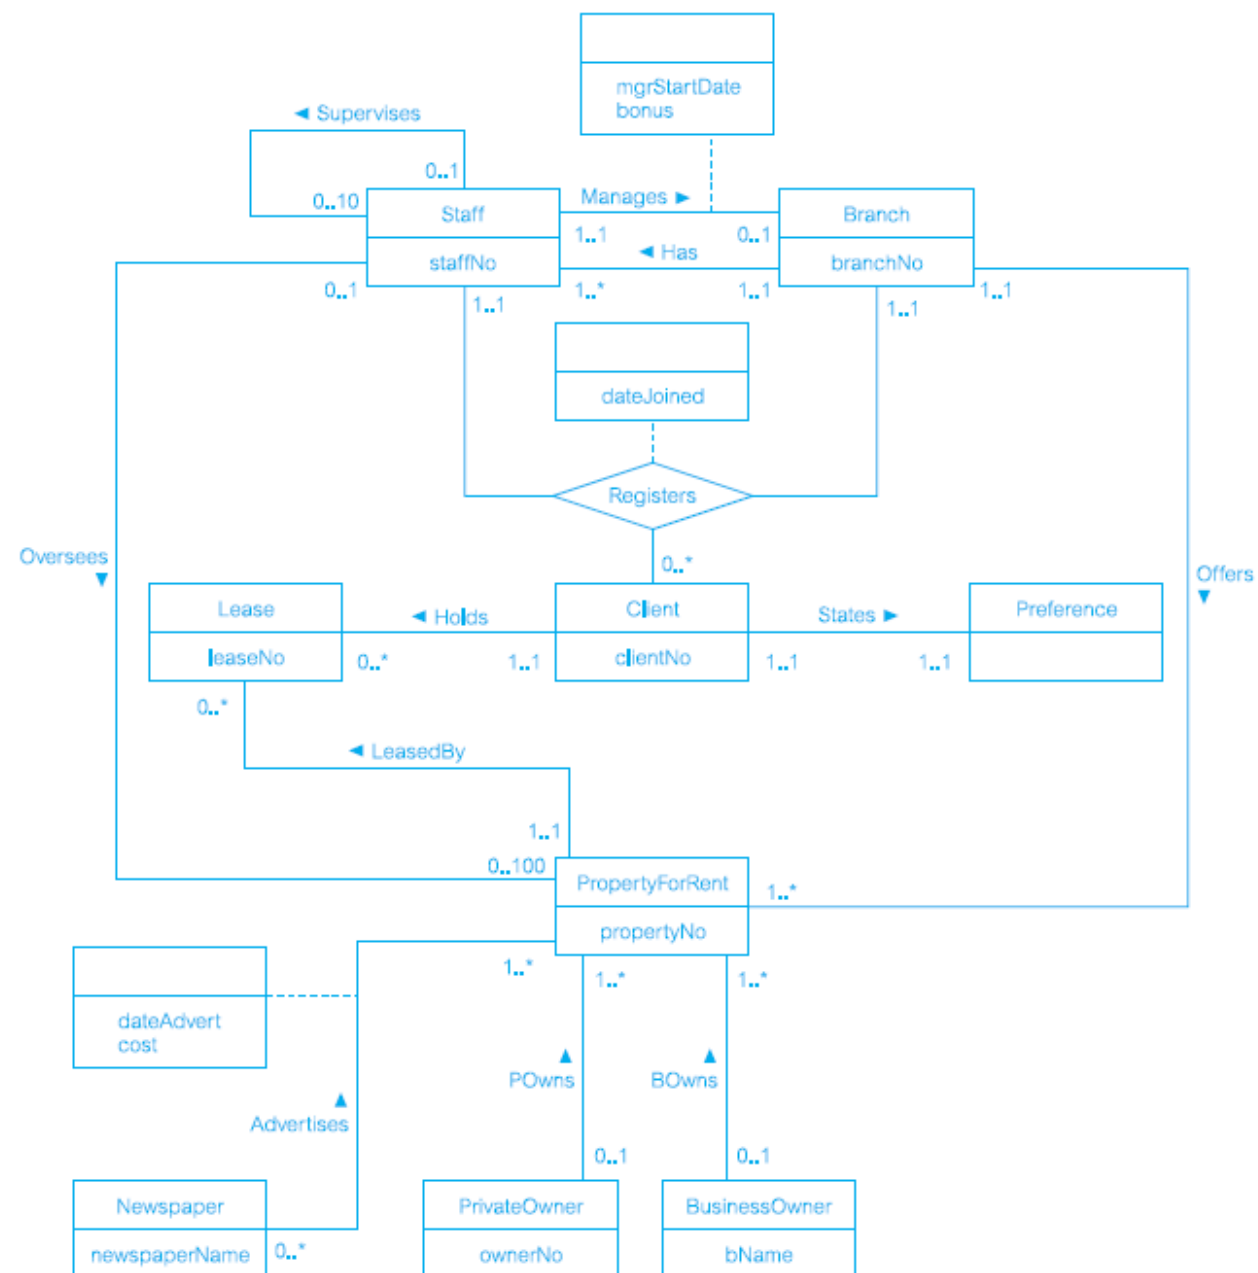 mgrStartDate
bonus
◄ Supervises
0..1
0..10
Staff
Manages ►
Branch
1..1
0..1
◄ Has
staffNo
branchNo
0..1
1..1
1..*
1..1
1..1
1..1
dateJoined
Registers
Oversees
▼
0..*
Offers
▼
Lease
◄ Holds
Client
States ►
Preference
leaseNo
0..*
1..1
clientNo
1..1
1..1
0..*
◄ LeasedBy
1..1
0..100
PropertyForRent
1..*
propertyNo
1..*
1..*
1..*
dateAdvert
cost
▲
POwns
▲
BOwns
▲
Advertises
0..1
0..1
Newspaper
PrivateOwner
BusinessOwner
newspaperName
0..*
ownerNo
bName